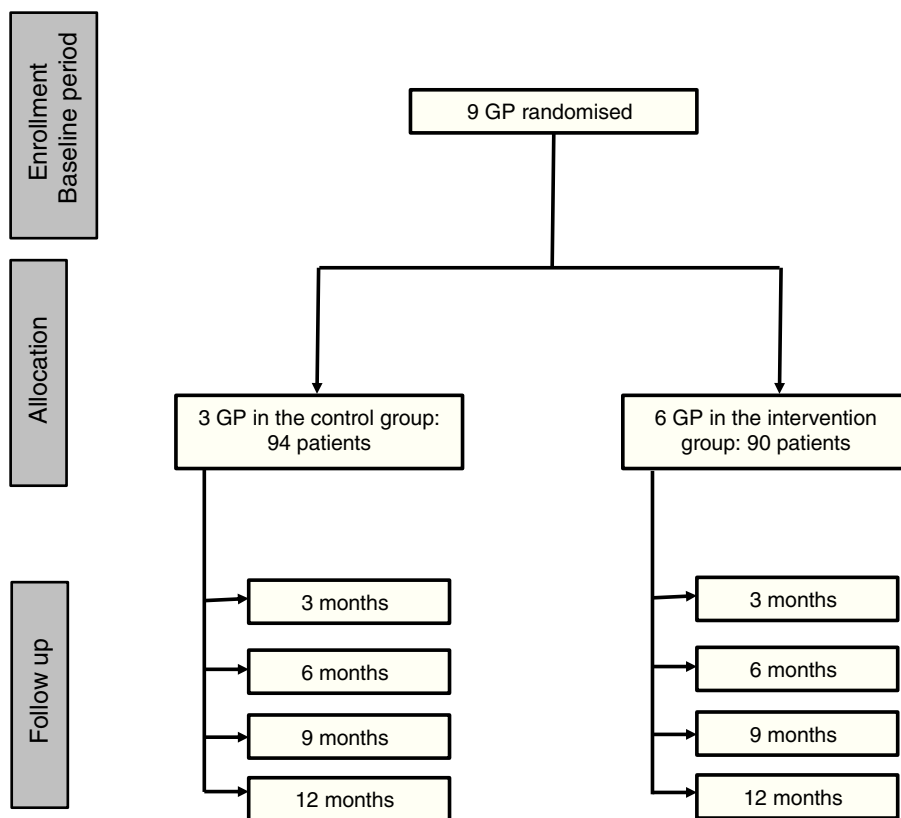 Enrollment
Baseline period
9 GP randomised
Allocation
3 GP in the control group:
94 patients
6 GP in the intervention
group: 90 patients
Follow up
3 months
6 months
9 months
12 months
3 months
6 months
9 months
12 months